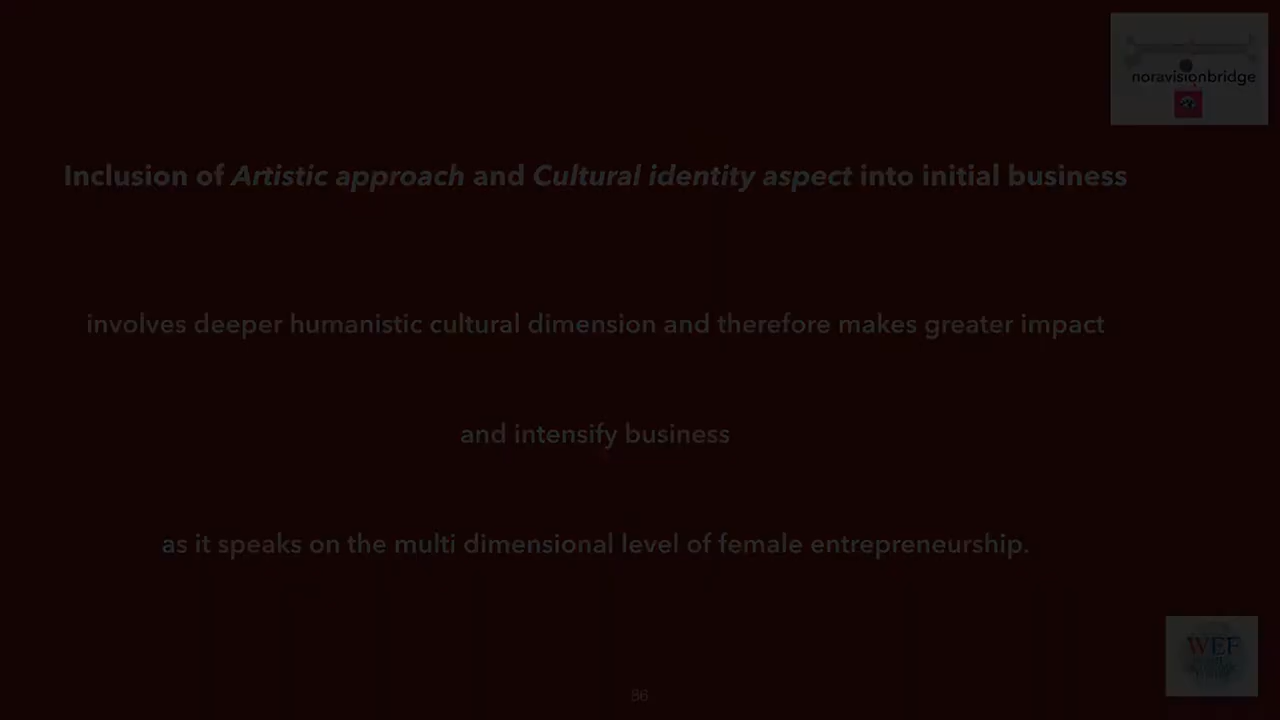 noravisionbridge
Inclusion of Artistic approach and Cultural identity aspect into initial business
involves deeper humanistic cultural dimension and therefore makes greater impact
and intensify business
as it speaks on the multi dimensional level of female entrepreneurship.
WEF
86